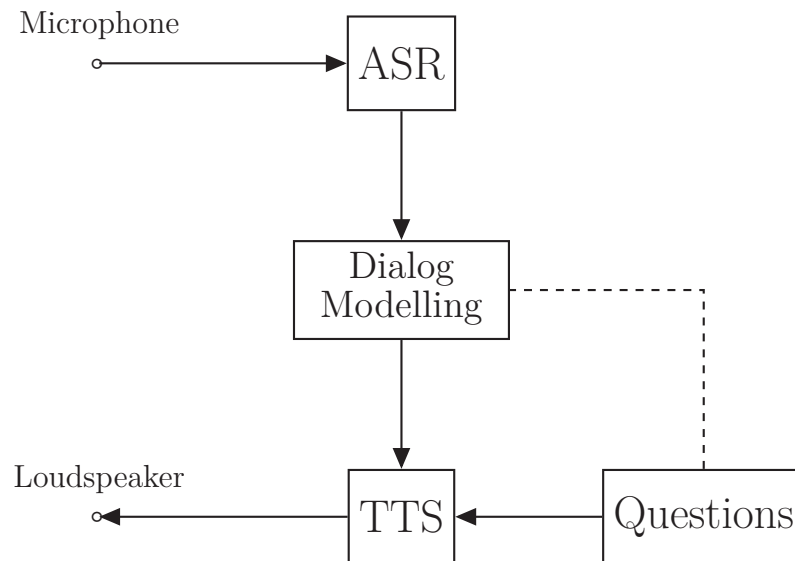 Microphone
ASR
Dialog
Modelling
Loudspeaker
TTS
Questions